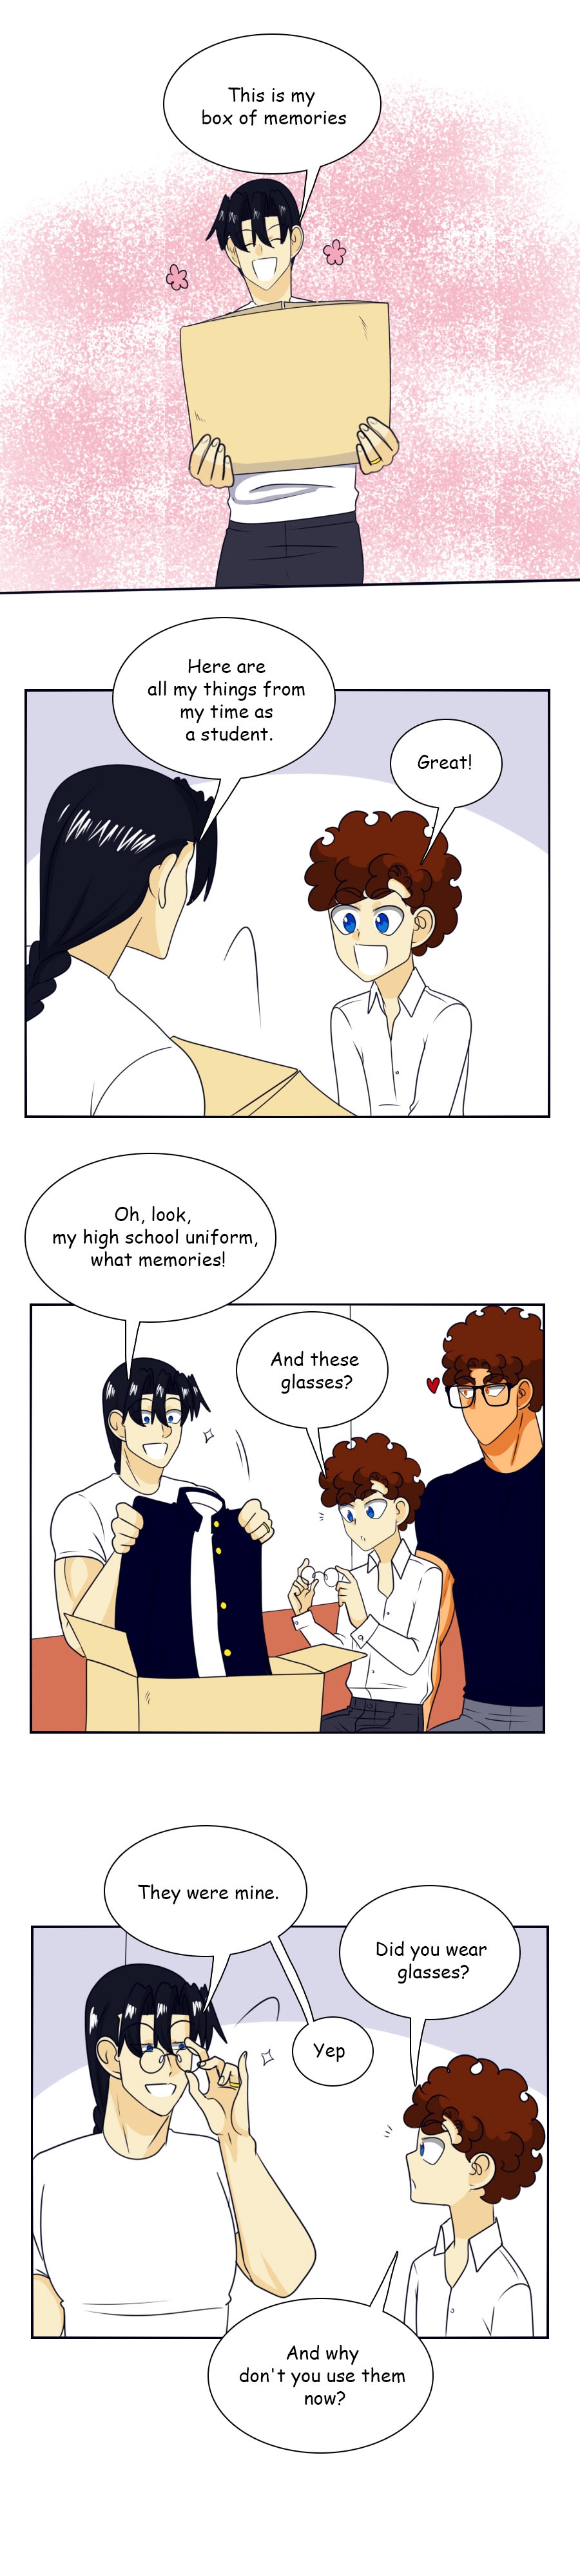 This is my
box of memories
Here are
all my things from
my time as
a student.
Great!
Oh, look,
my high school uniform,
what memories!
And these
glasses?
They were mine.
Did you wear
glasses?
Yep
And why
don't you use them
now?